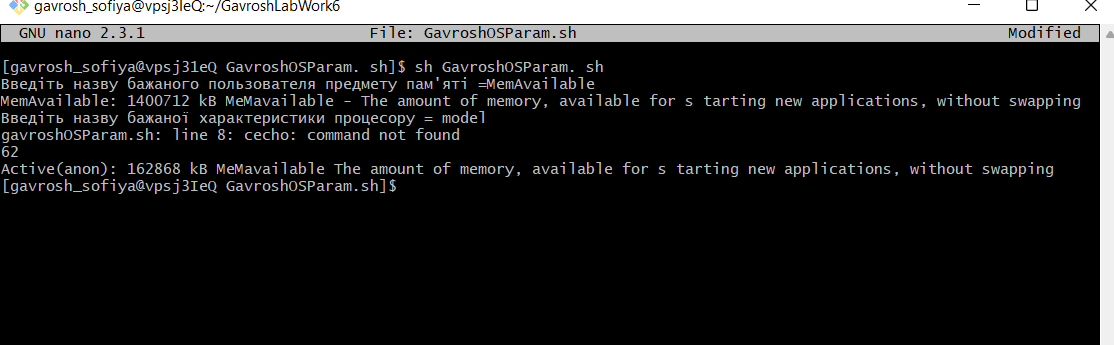 gavrosh_sofiya@vpsj3IeQ:~/GavroshLabWork6
GNU nano 2.3.1 File: GavroshOSParam.sh Modified
[gavrosh_sofiya@vpsj31eQ GavroshOSParam. sh]$ sh GavroshOSParam. sh
Введіть назву бажаного пользователя предмету пам'яті =MemAvailable
MemAvailable: 1400712 kB MeMavailable - The amount of memory, available for s tarting new applications, without swapping
Введіть назву бажаної характеристики процесору = model
gavroshOSParam.sh: line 8: cecho: command not found
62
Active(anon): 162868 kB MeMavailable The amount of memory, available for s tarting new applications, without swapping
[gavrosh_sofiya@vpsj3IeQ GavroshOSParam.sh]$